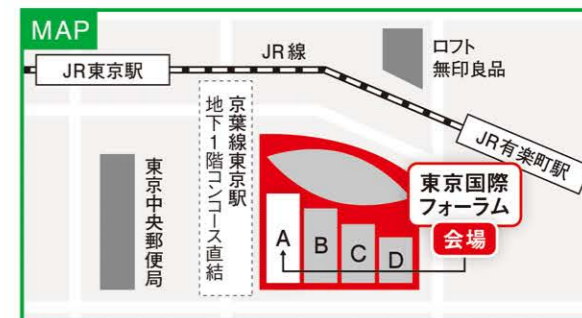 MAP
JR東京駅
JR線
ロフト
無印良品
JR有楽町駅
京葉線東京駅
地下1階コンコース直結
東京中央郵便局
東京国際
フォーラム
会場
A
B
C
D